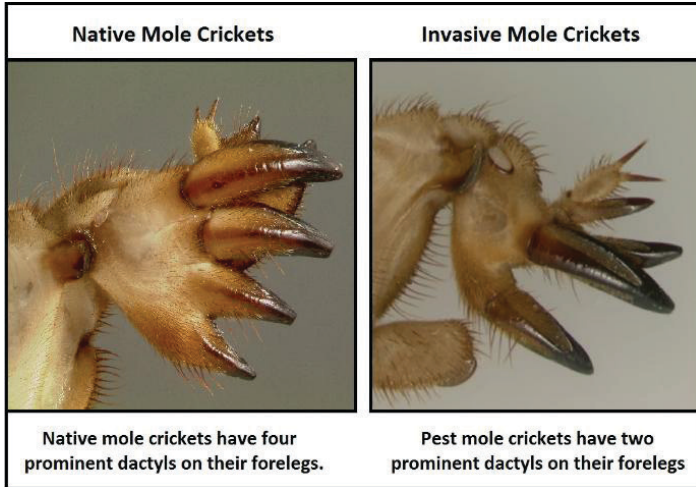 Native Mole Crickets
Invasive Mole Crickets
Native mole crickets have four
prominent dactyls on their forelegs.
Pest mole crickets have two
prominent dactyls on their forelegs